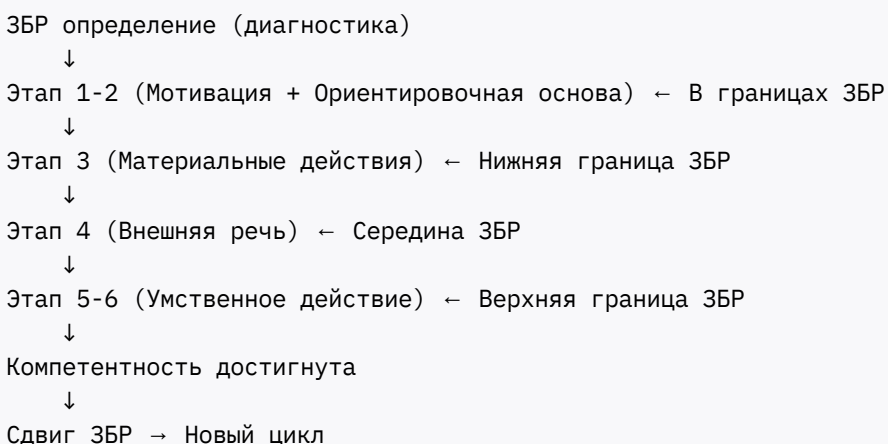 ЗБР определение (диагностика)
↓
Этап 1-2 (Мотивация + Ориентировочная основа) ← В границах ЗБР
↓
Этап 3 (Материальные действия) ← Нижняя граница ЗБР
↓
Этап 4 (Внешняя речь) ← Середина ЗБР
↓
Этап 5-6 (Умственное действие) ← Верхняя граница ЗБР
↓
Компетентность достигнута
↓
Сдвиг ЗБР → Новый цикл